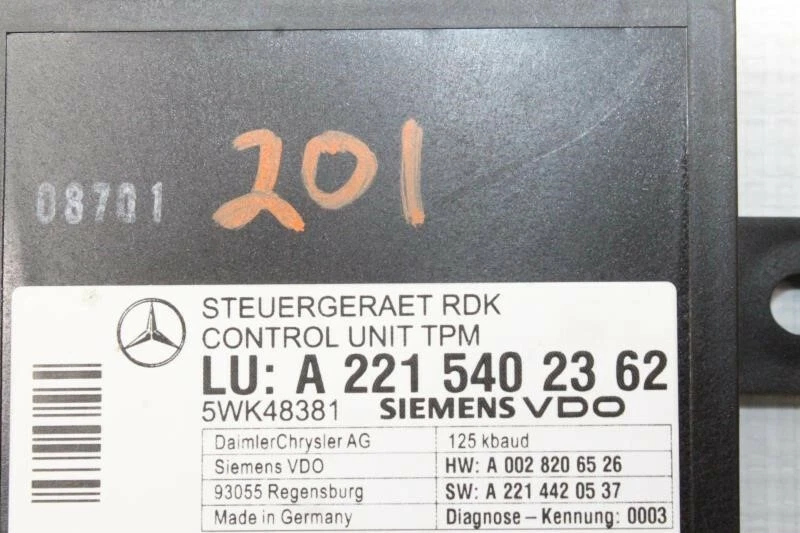 201
08701
STEUERGERAET RDK
CONTROL UNIT TPM
LU: A 221 540 23 62
5WK48381 SIEMENS VDO
DaimlerChrysler AG 125 kbaud
Siemens VDO HW: A 002 820 65 26
93055 Regensburg SW: A 221 442 05 37
Made in Germany Diagnose - Kennung: 0003